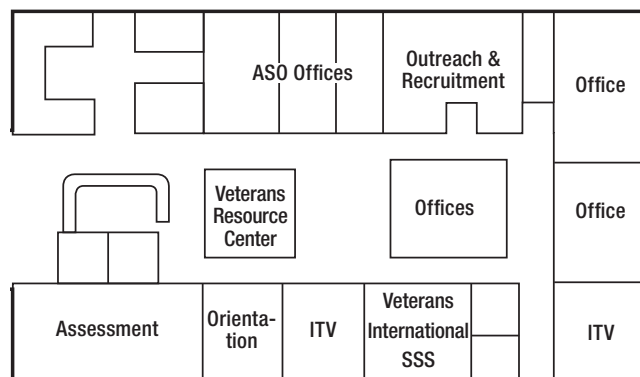 ASO Offices
Outreach &
Recruitment
Office
Veterans
Resource
Center
Offices
Office
Assessment
Orienta-
tion
ITV
Veterans
International
SSS
ITV